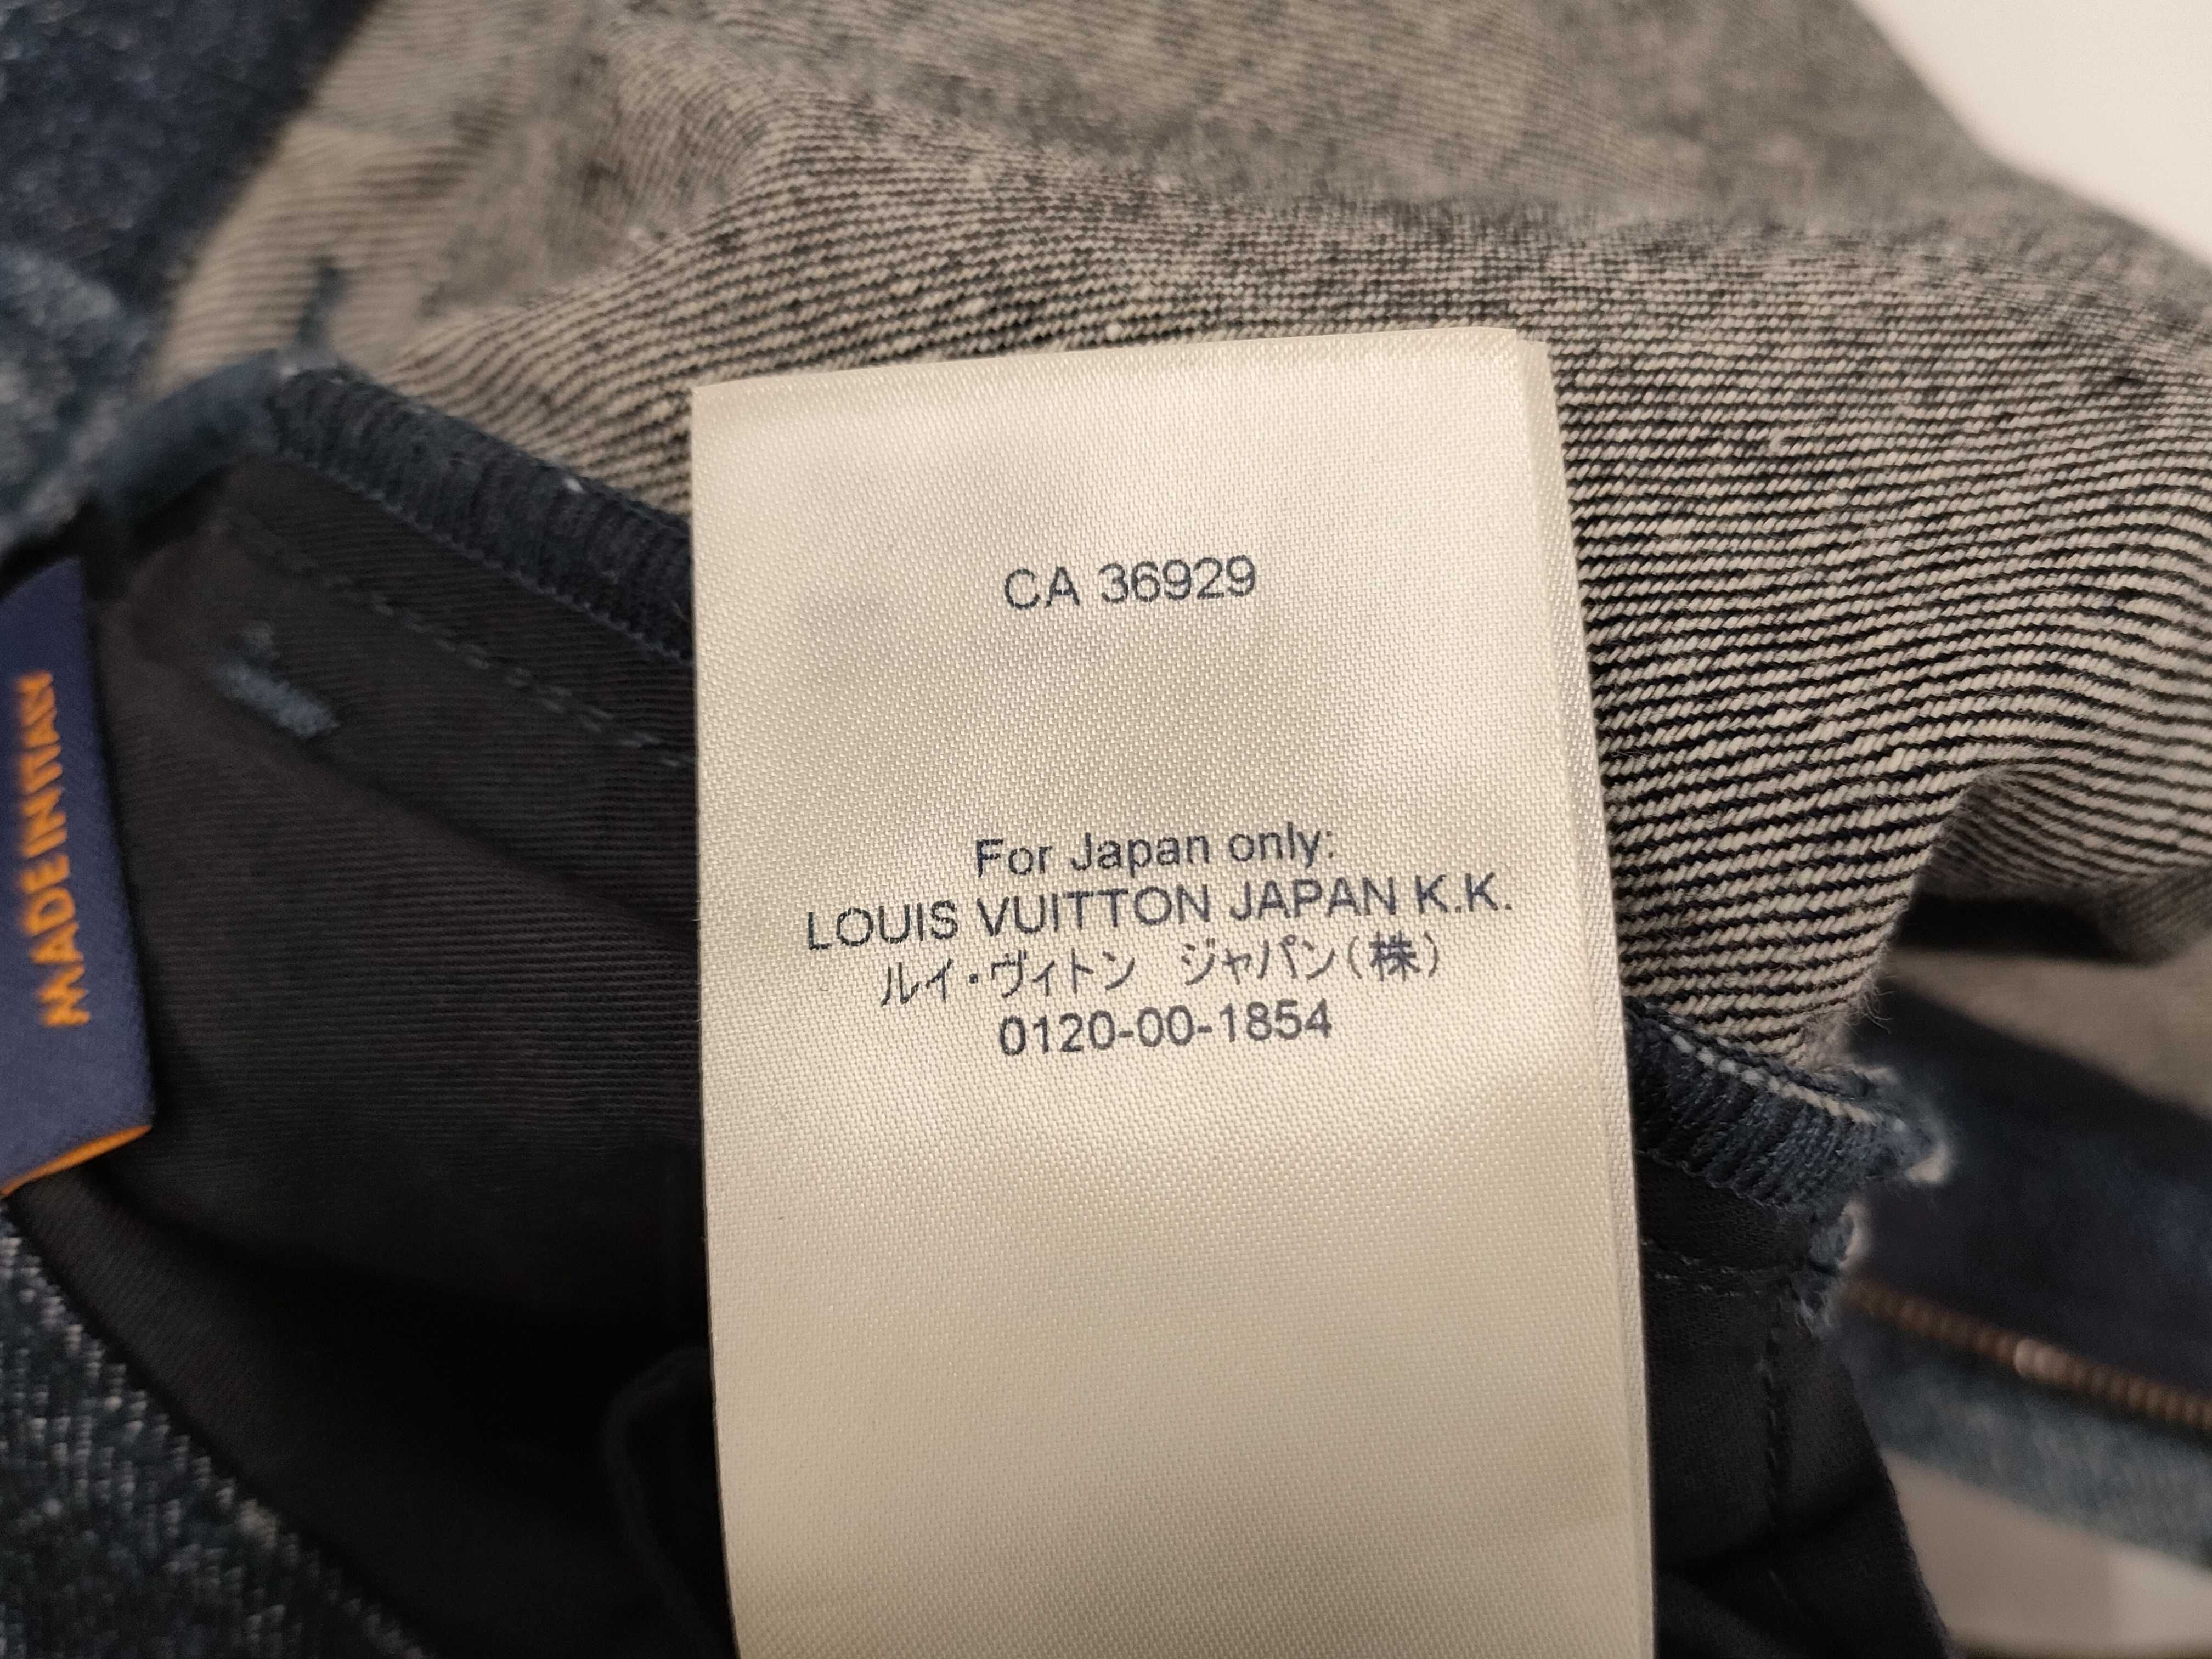 CA 36929
For Japan only:
LOUIS VUITTON JAPAN K.K.
ルイ・ヴィトン ジャパン(株)
0120-00-1854
MADE IN ITALY